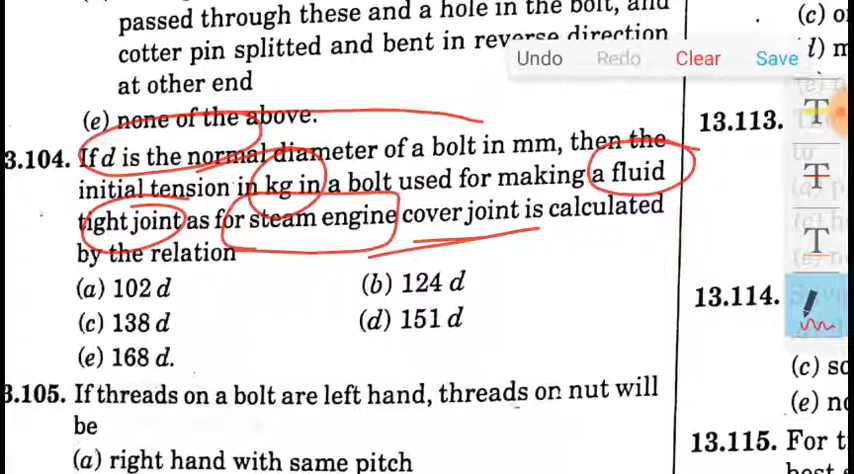 passed through these and a hole in the bolt, and
cotter pin splitted and bent in reverse direction
at other end
(e) none of the above.
3.104. If d is the normal diameter of a bolt in mm, then the
initial tension in kg in a bolt used for making a fluid
tight joint as for steam engine cover joint is calculated
by the relation
(a) 102 d (b) 124 d
(c) 138 d (d) 151 d
(e) 168 d.
3.105. If threads on a bolt are left hand, threads on nut will
be
(a) right hand with same pitch
Undo Redo Clear Save
(c) o
l) m
13.113.
T
T
T
13.114.
(c) so
(e) no
13.115. For t
best